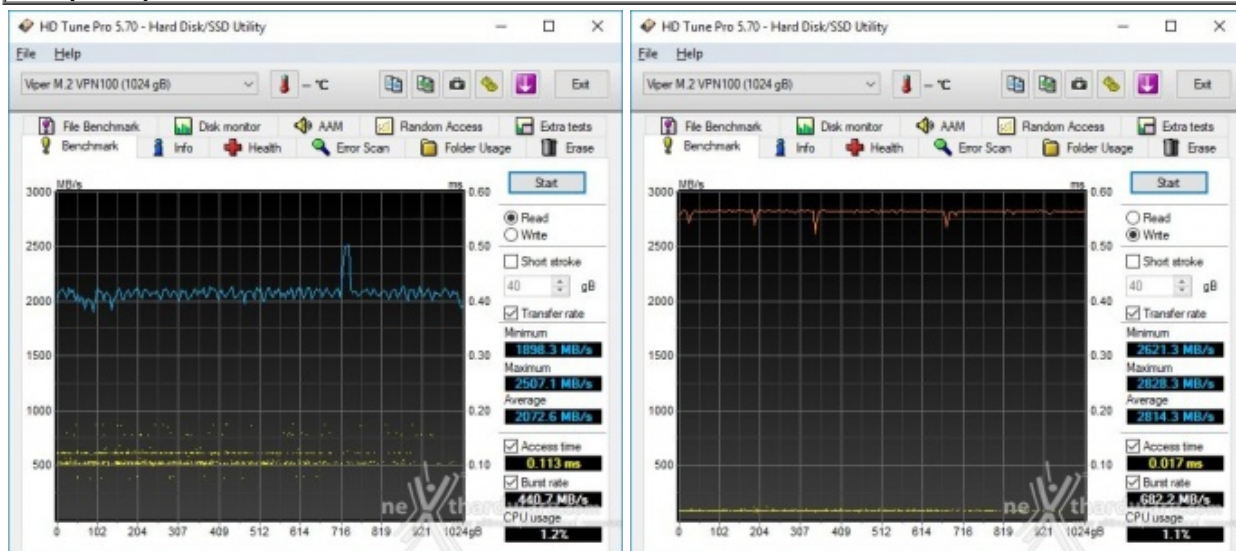 HD Tune Pro 5.70 - Hard Disk/SSD Utility
File Help
Viper M.2 VPN100 (1024 gB)
– °C
Exit
File Benchmark Disk monitor AAM Random Access Extra tests
Benchmark Info Health Error Scan Folder Usage Erase
MB/s
ms
3000
2500
2000
1500
1000
500
0.60
0.50
0.40
0.30
0.20
0.10
0 102 204 307 409 512 614 716 819 921 1024gB
Start
Read
Write
Short stroke
40 gB
Transfer rate
Minimum
1898.3 MB/s
Maximum
2507.1 MB/s
Average
2072.6 MB/s
Access time
0.113 ms
Burst rate
440.7 MB/s
CPU usage
1.2%
HD Tune Pro 5.70 - Hard Disk/SSD Utility
File Help
Viper M.2 VPN100 (1024 gB)
– °C
Exit
File Benchmark Disk monitor AAM Random Access Extra tests
Benchmark Info Health Error Scan Folder Usage Erase
MB/s
ms
3000
2500
2000
1500
1000
500
0.60
0.50
0.40
0.30
0.20
0.10
0 102 204 307 409 512 614 716 819 921 1024gB
Start
Read
Write
Short stroke
40 gB
Transfer rate
Minimum
2621.3 MB/s
Maximum
2828.3 MB/s
Average
2814.3 MB/s
Access time
0.017 ms
Burst rate
682.2 MB/s
CPU usage
1.1%